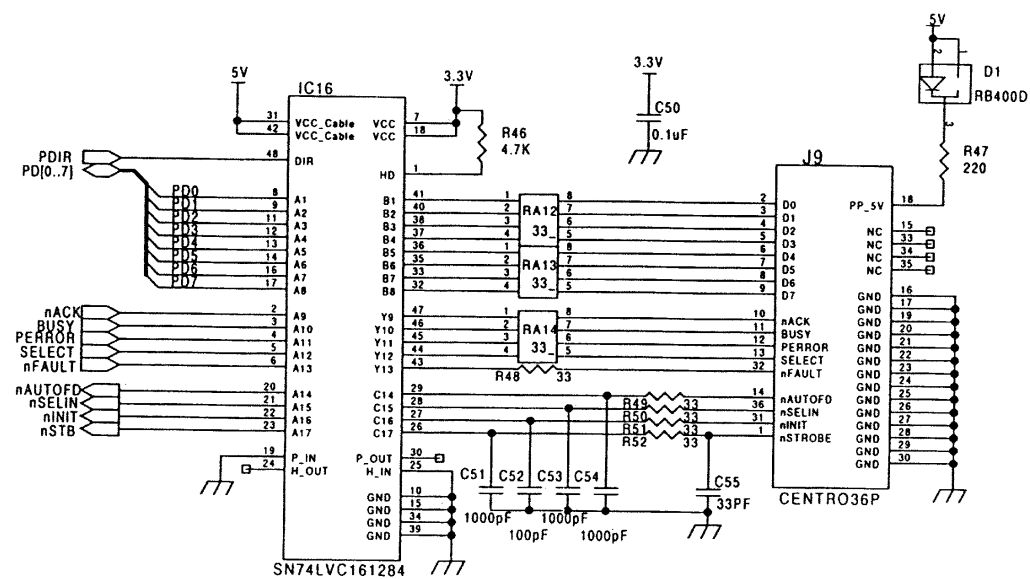 5V
3.3V
3.3V
5V
IC16
D1
RB400D
C50
0.1uF
R46
4.7K
R47
220
J9
31 VCC_Cable VCC 7
42 VCC_Cable VCC 18
PDIR 48 DIR
PD[0..7]
HD 1
PP_5V 18
2
1
3
PD0 8 A1 B1 41 1 8 2 D0
PD1 9 A2 B2 40 2 RA12 7 3 D1
PD2 11 A3 B3 38 3 6 4 D2
PD3 12 A4 B4 37 4 33_ 5 5 D3
PD4 13 A5 B5 36 1 8 6 D4
PD5 14 A6 B6 35 2 RA13 7 7 D5
PD6 16 A7 B7 33 3 6 8 D6
PD7 17 A8 B8 32 4 33_ 5 9 D7
NC 15
NC 33
NC 34
NC 35
nACK 2 A9 Y9 47 1 8 10 nACK
BUSY 3 A10 Y10 46 2 RA14 7 11 BUSY
PERROR 4 A11 Y11 45 3 6 12 PERROR
SELECT 5 A12 Y12 44 4 33_ 5 13 SELECT
nFAULT 6 A13 Y13 43 R48 33 32 nFAULT
nAUTOFD 20 A14 C14 29 R49 33 14 nAUTOFD
nSELIN 21 A15 C15 28 R50 33 36 nSELIN
nINIT 22 A16 C16 27 R51 33 31 nINIT
nSTB 23 A17 C17 26 R52 33 1 nSTROBE
GND 16
GND 17
GND 19
GND 20
GND 21
GND 22
GND 23
GND 24
GND 25
GND 26
GND 27
GND 28
GND 29
GND 30
19 P_IN P_OUT 30
24 H_OUT H_IN 25
GND 10
GND 15
GND 34
GND 39
C51 C52 C53 C54
1000pF 1000pF
100pF 1000pF
C55
33PF
CENTRO36P
SN74LVC161284